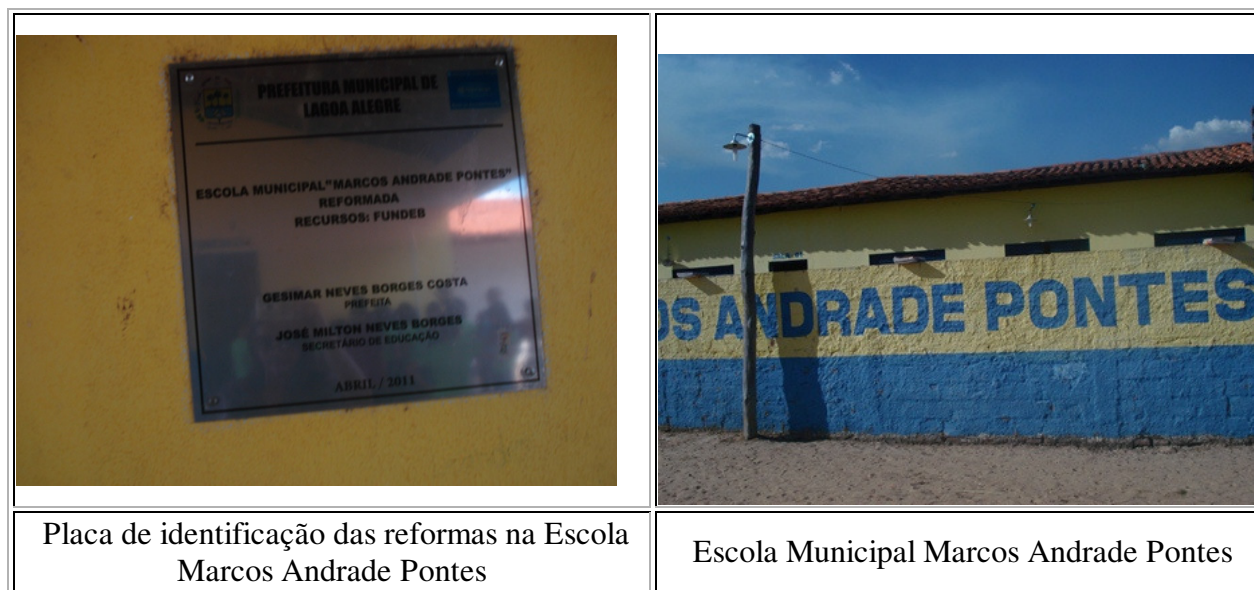 PREFEITURA MUNICIPAL DE
LAGOA ALEGRE
ESCOLA MUNICIPAL "MARCOS ANDRADE PONTES"
REFORMADA
RECURSOS: FUNDEB
GESIMAR NEVES BORGES COSTA
PREFEITA
JOSÉ MILTON NEVES BORGES
SECRETÁRIO DE EDUCAÇÃO
ABRIL / 2011
OS ANDRADE PONTES
Placa de identificação das reformas na Escola
Marcos Andrade Pontes
Escola Municipal Marcos Andrade Pontes